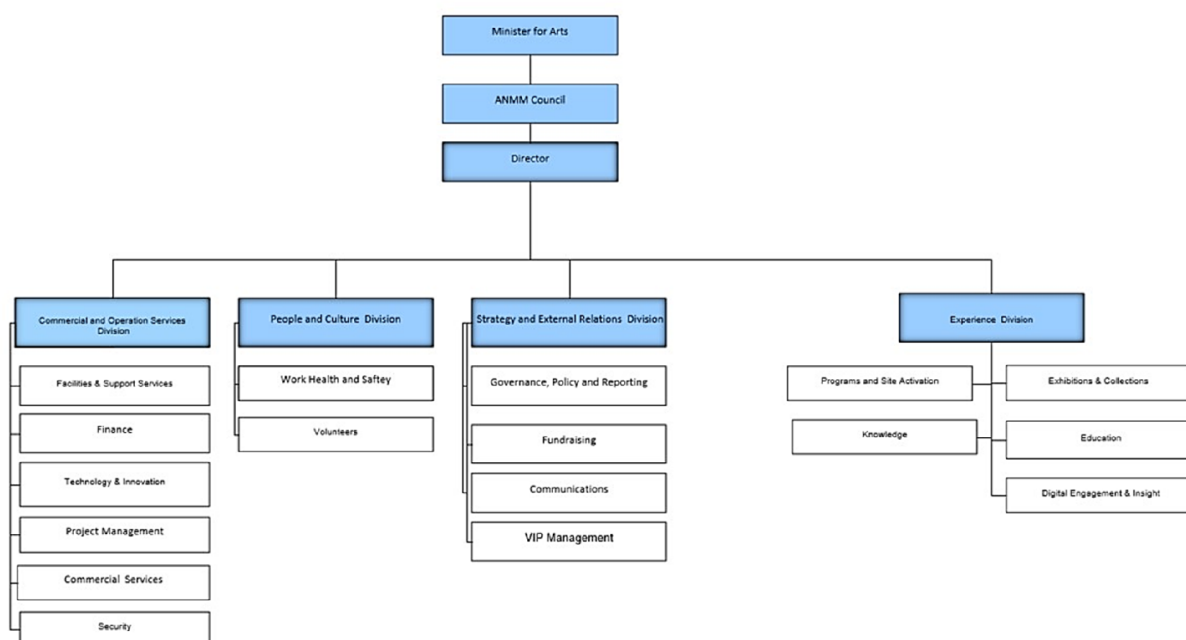 Minister for Arts
ANMM Council
Director
Commercial and Operation Services
Division
Facilities & Support Services
Finance
Technology & Innovation
Project Management
Commercial Services
Security
People and Culture Division
Work Health and Saftey
Volunteers
Strategy and External Relations Division
Governance, Policy and Reporting
Fundraising
Communications
VIP Management
Experience Division
Programs and Site Activation
Knowledge
Exhibitions & Collections
Education
Digital Engagement & Insight